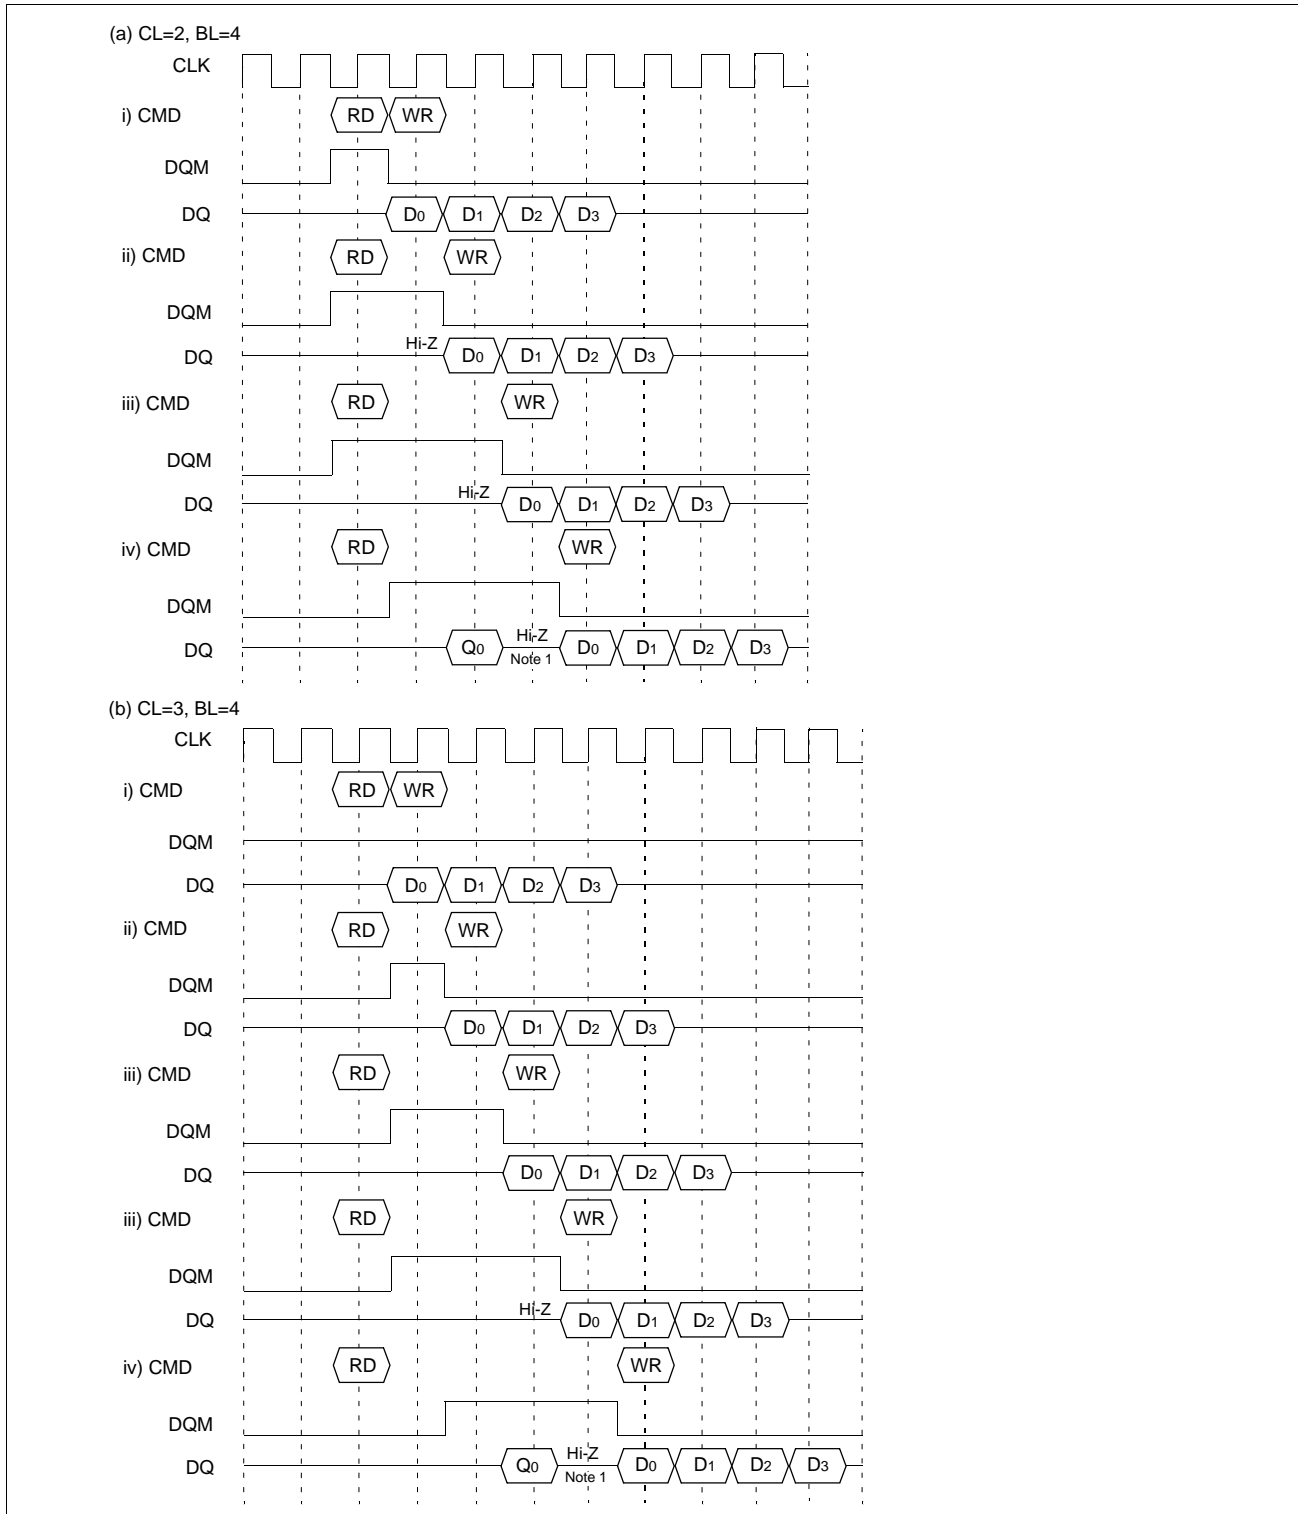 (a) CL=2, BL=4
CLK
i) CMD RD WR
DQM
DQ D0 D1 D2 D3
ii) CMD RD WR
DQM
DQ Hi-Z D0 D1 D2 D3
iii) CMD RD WR
DQM
DQ Hi-Z D0 D1 D2 D3
iv) CMD RD WR
DQM
DQ Q0 Hi-Z D0 D1 D2 D3
Note 1
(b) CL=3, BL=4
CLK
i) CMD RD WR
DQM
DQ D0 D1 D2 D3
ii) CMD RD WR
DQM
DQ D0 D1 D2 D3
iii) CMD RD WR
DQM
DQ D0 D1 D2 D3
iii) CMD RD WR
DQM
DQ Hi-Z D0 D1 D2 D3
iv) CMD RD WR
DQM
DQ Q0 Hi-Z D0 D1 D2 D3
Note 1